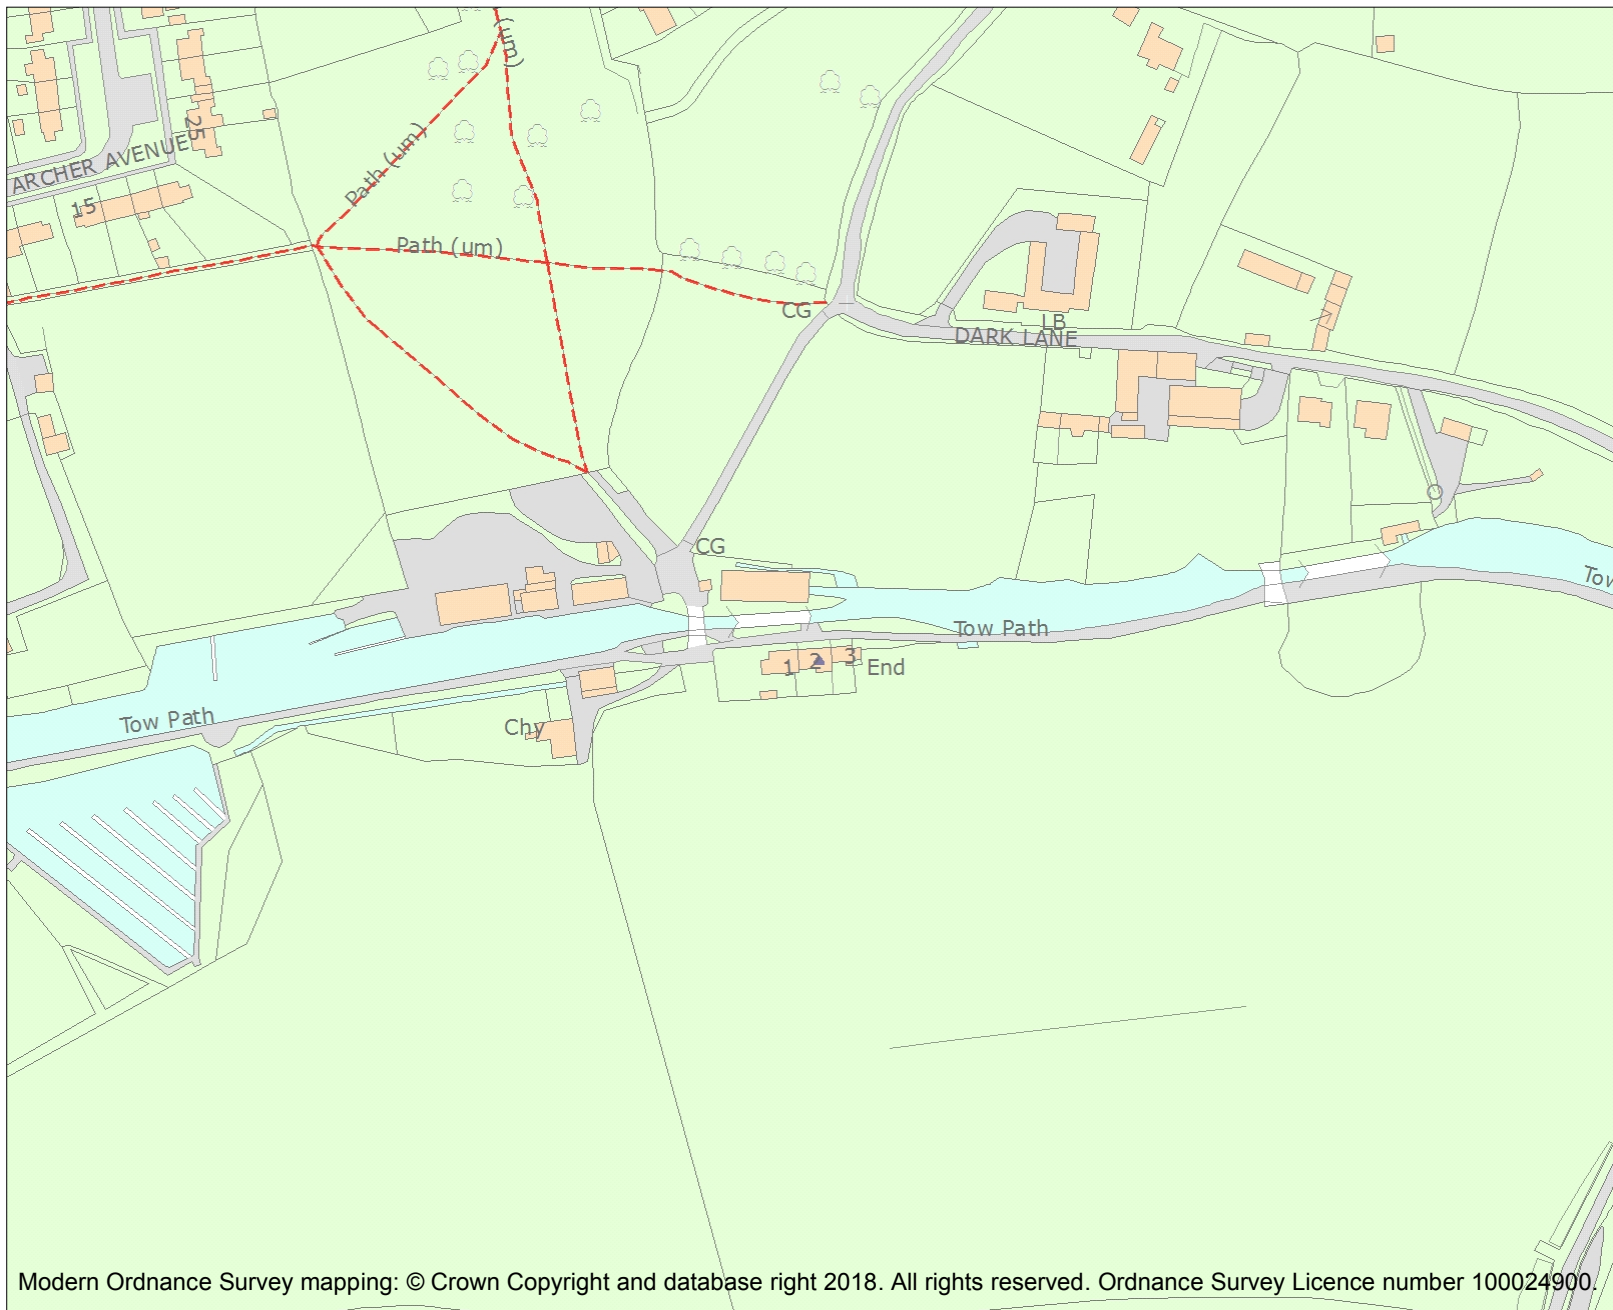 (um)
25
ARCHER AVENUE
Path (um)
15
Path (um)
CG
LB
DARK LANE
CG
Tow
Tow Path
1 2 3 End
Tow Path
Chy
Modern Ordnance Survey mapping: © Crown Copyright and database right 2018. All rights reserved. Ordnance Survey Licence number 100024900.